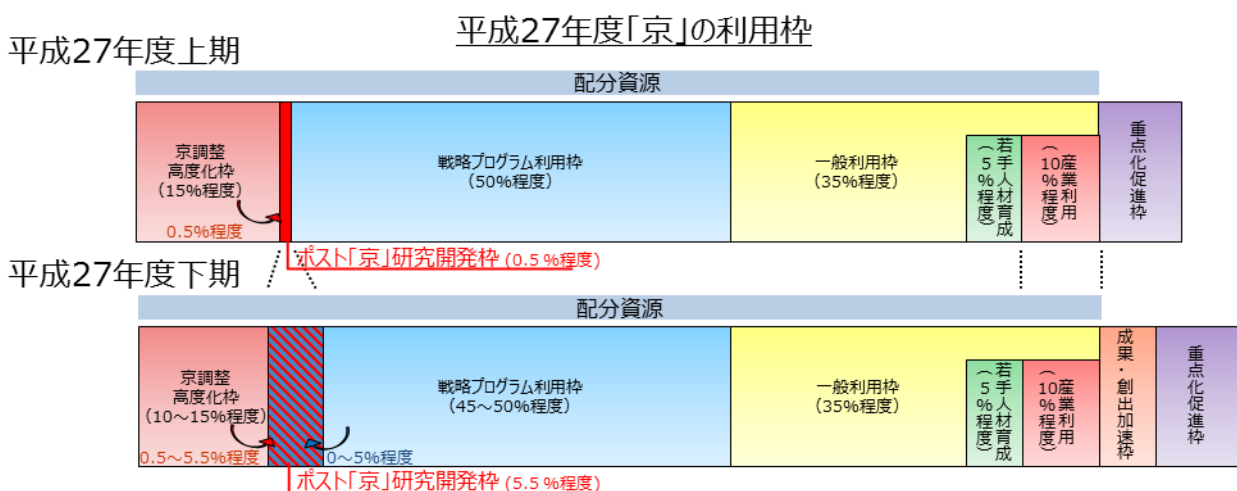 平成27年度「京」の利用枠
平成27年度上期
配分資源
京調整
高度化枠
(15%程度)
0.5%程度
戦略プログラム利用枠
(50%程度)
一般利用枠
(35%程度)
若手人材育成
(5%程度)
産業利用
(10%程度)
重点化促進枠
ポスト「京」研究開発枠 (0.5%程度)
平成27年度下期
配分資源
京調整
高度化枠
(10～15%程度)
0.5～5.5%程度
0～5%程度
戦略プログラム利用枠
(45～50%程度)
一般利用枠
(35%程度)
若手人材育成
(5%程度)
産業利用
(10%程度)
成果・創出加速枠
重点化促進枠
ポスト「京」研究開発枠 (5.5%程度)